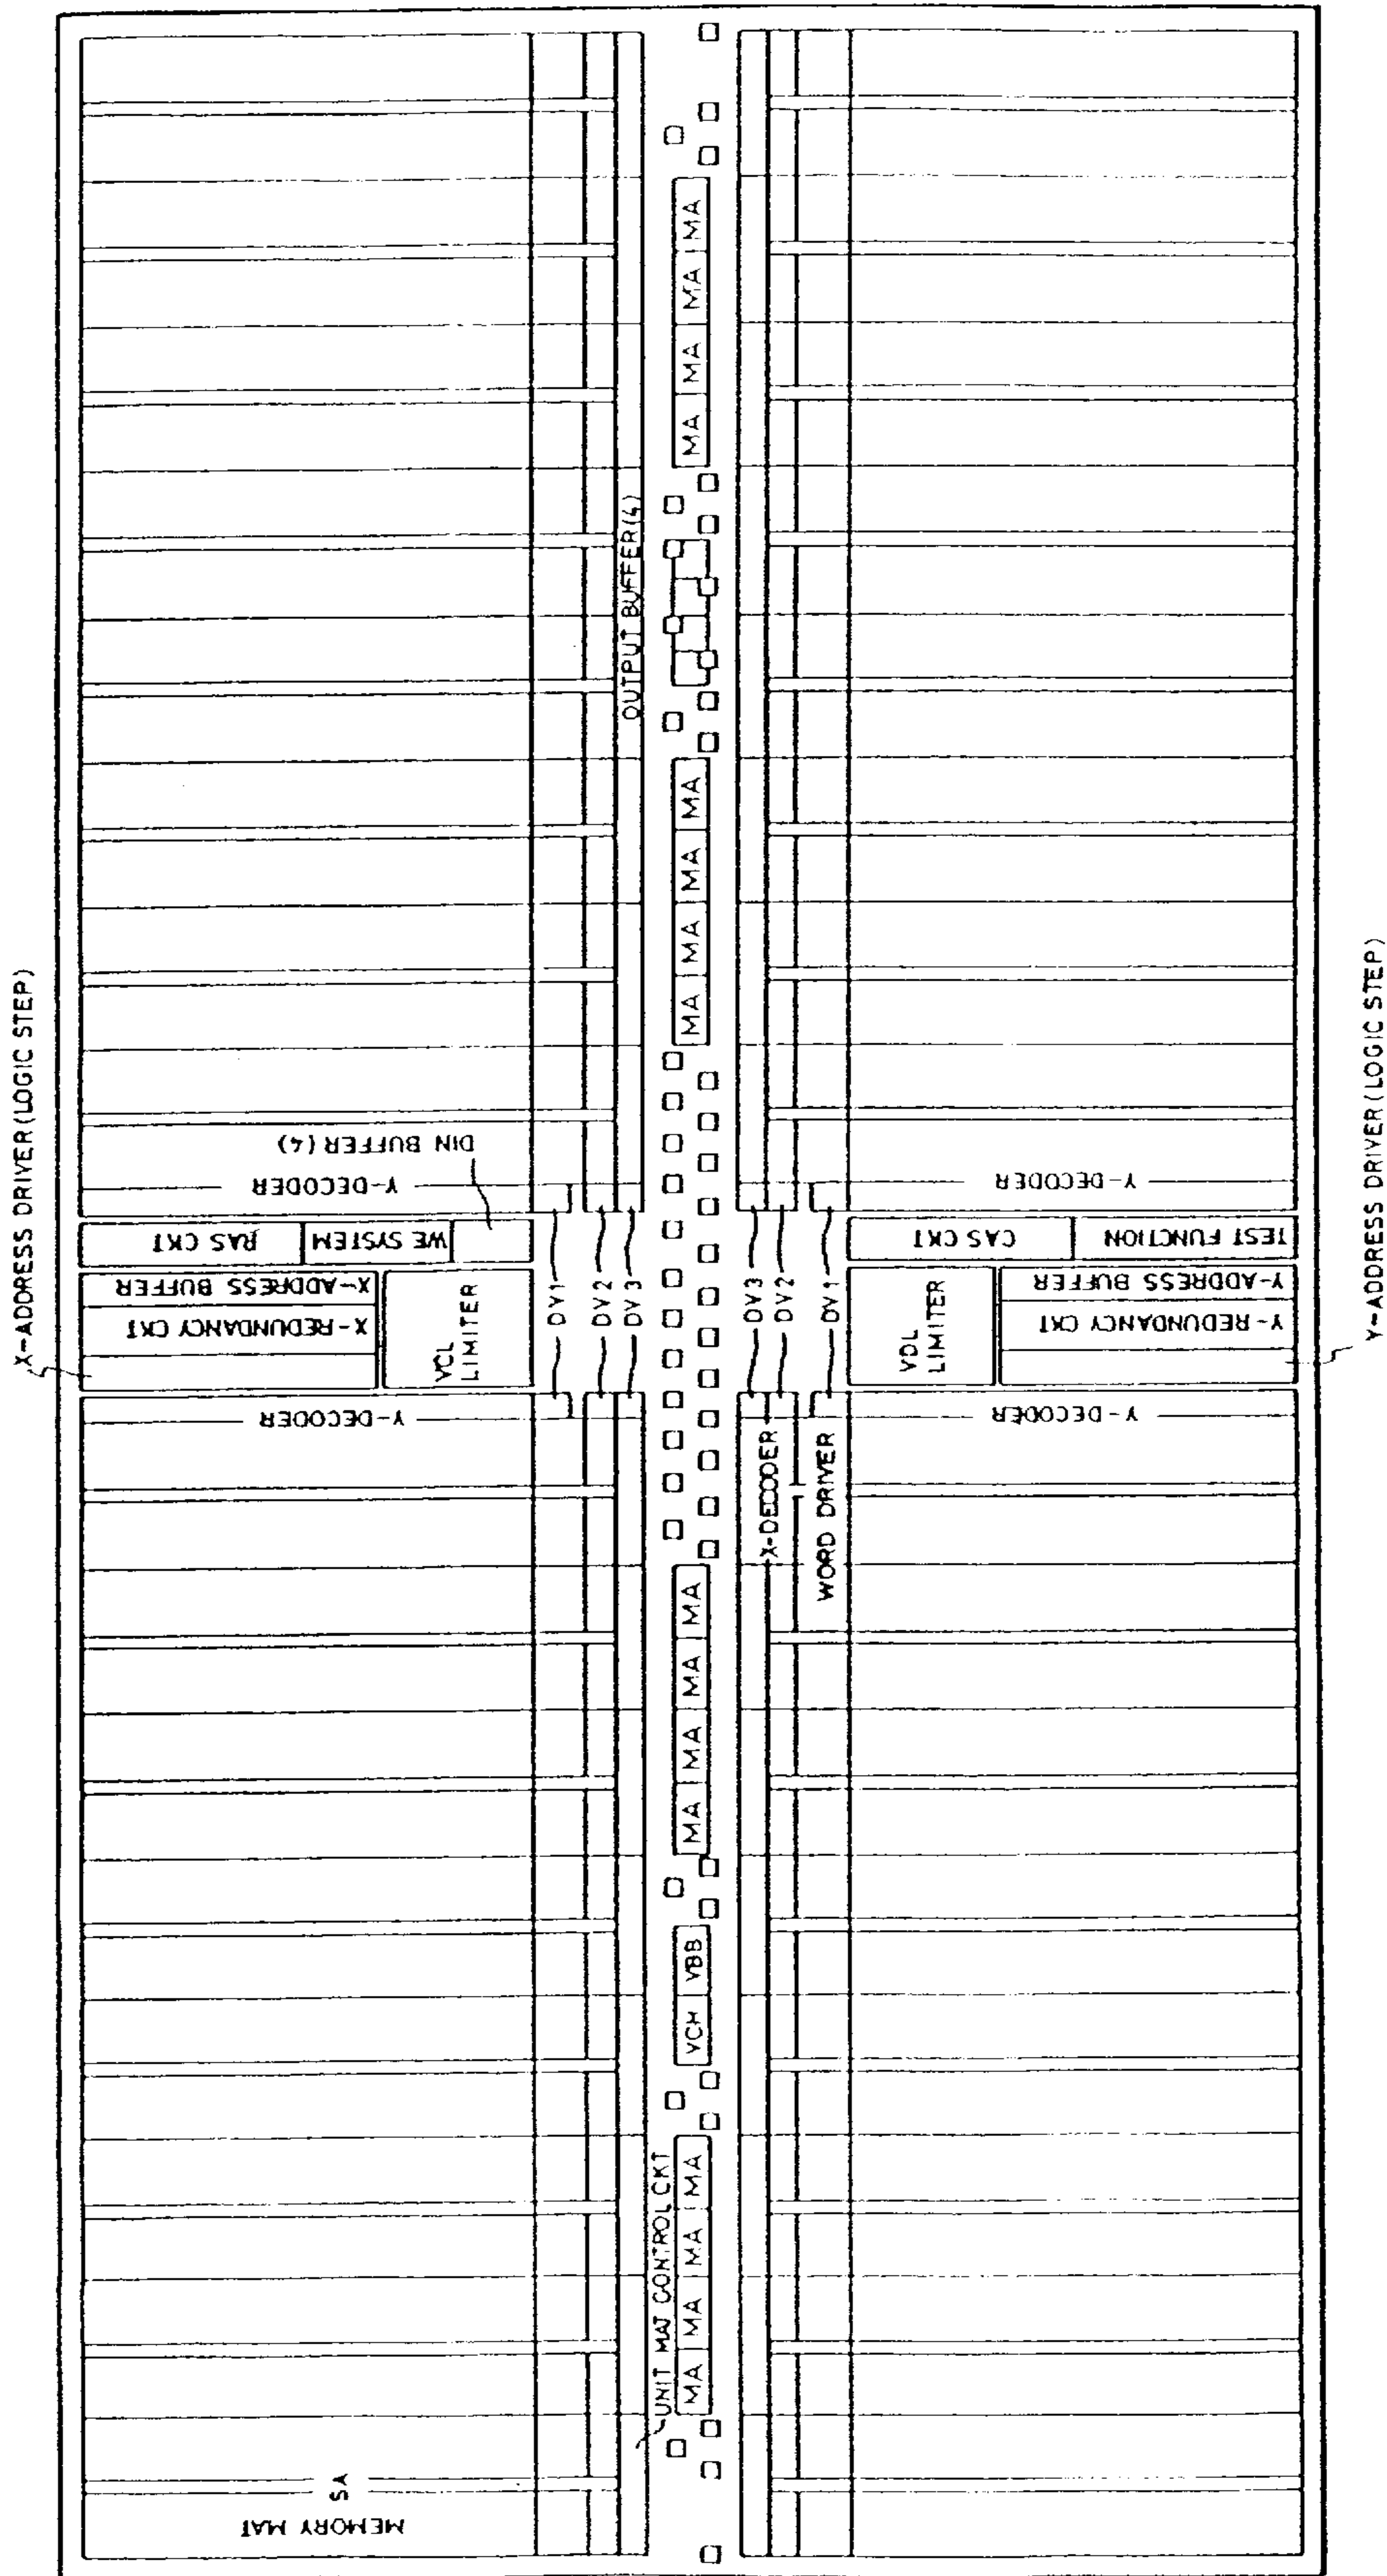 X-ADDRESS DRIVER (LOGIC STEP)
OUTPUT BUFFER (4)
MA MA MA MA
MA MA MA MA
DIN BUFFER (4)
Y-DECODER
Y-DECODER
RAS CKT
WE SYSTEM
CAS CKT
TEST FUNCTION
X-ADDRESS BUFFER
X-REDUNDANCY CKT
VCL
LIMITER
DV1
DV2
DV3
DV3
DV2
DV1
VDL
LIMITER
Y-ADDRESS BUFFER
Y-REDUNDANCY CKT
Y-ADDRESS DRIVER (LOGIC STEP)
Y-DECODER
Y-DECODER
X-DECODER
WORD DRIVER
MA MA MA MA
VCH VBB
UNIT MAT CONTROL CKT
MA MA MA MA
SA
MEMORY MAT